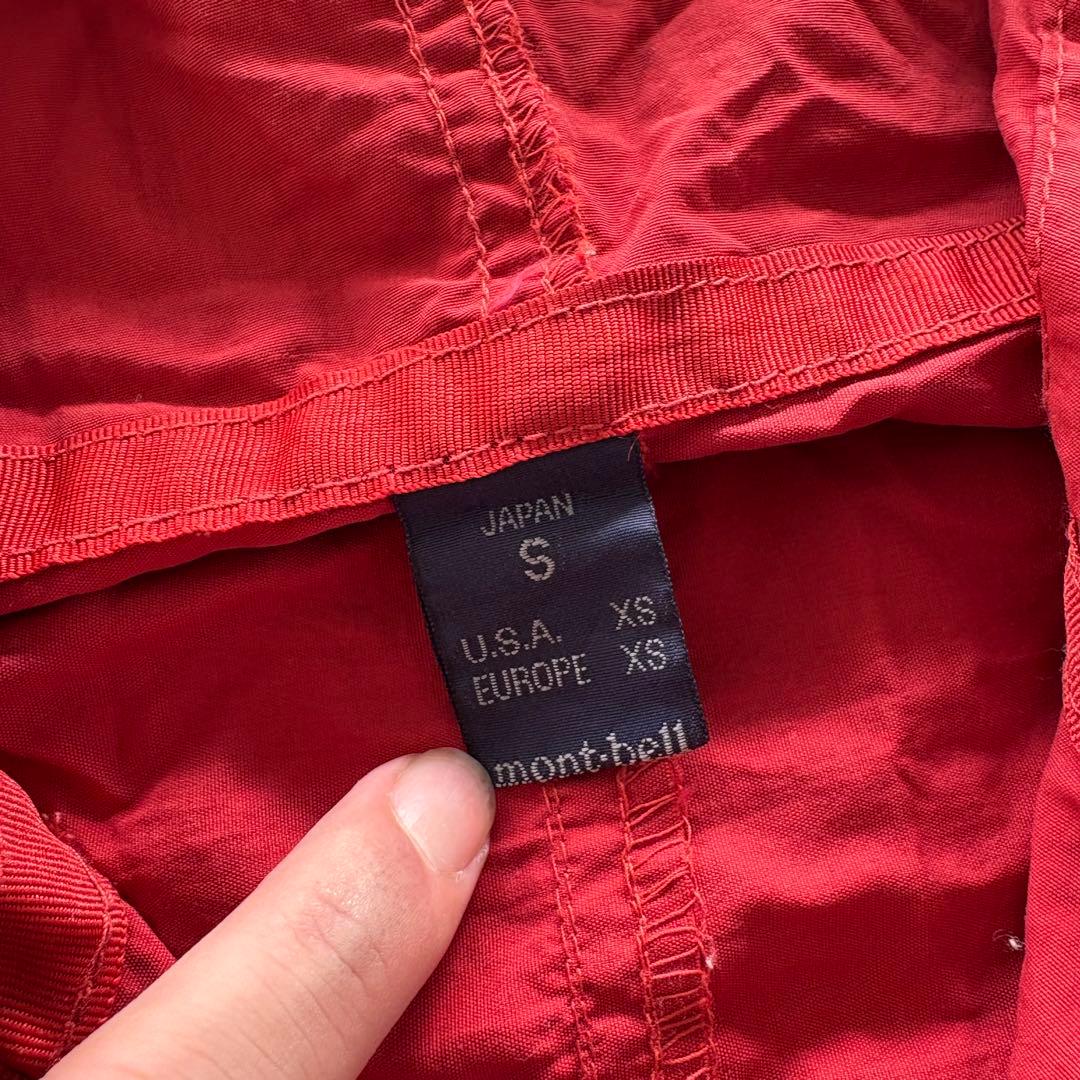 JAPAN
S
U.S.A. XS
EUROPE XS
mont-bell